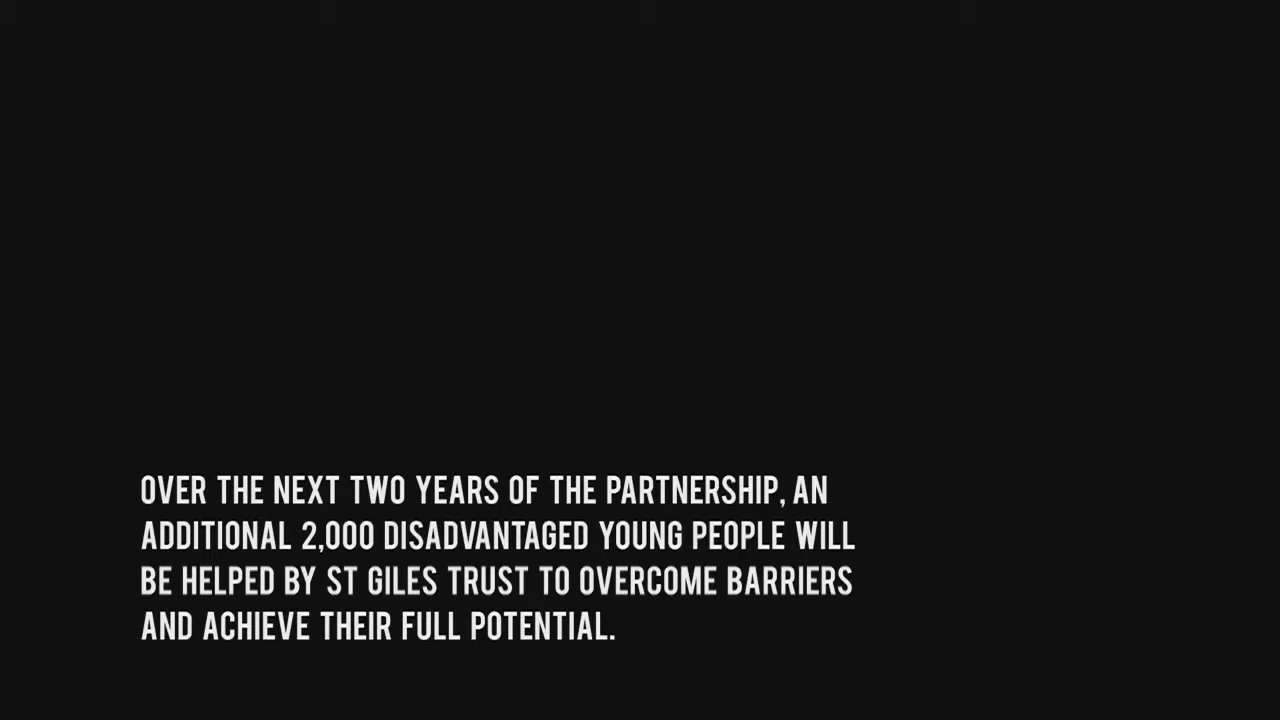 OVER THE NEXT TWO YEARS OF THE PARTNERSHIP, AN
ADDITIONAL 2,000 DISADVANTAGED YOUNG PEOPLE WILL
BE HELPED BY ST GILES TRUST TO OVERCOME BARRIERS
AND ACHIEVE THEIR FULL POTENTIAL.